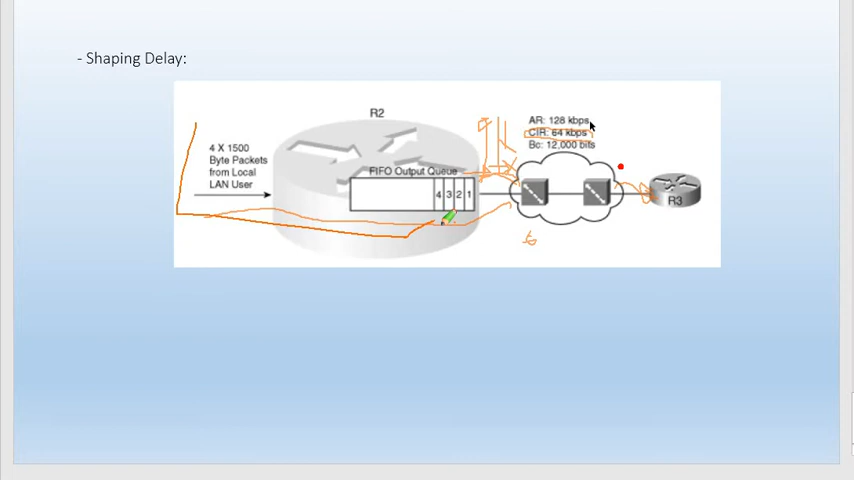 - Shaping Delay:
R2
AR: 128 kbps
CIR: 64 kbps
Bc: 12,000 bits
4 X 1500
Byte Packets
from Local
LAN User
FIFO Output Queue
4 3 2 1
R3